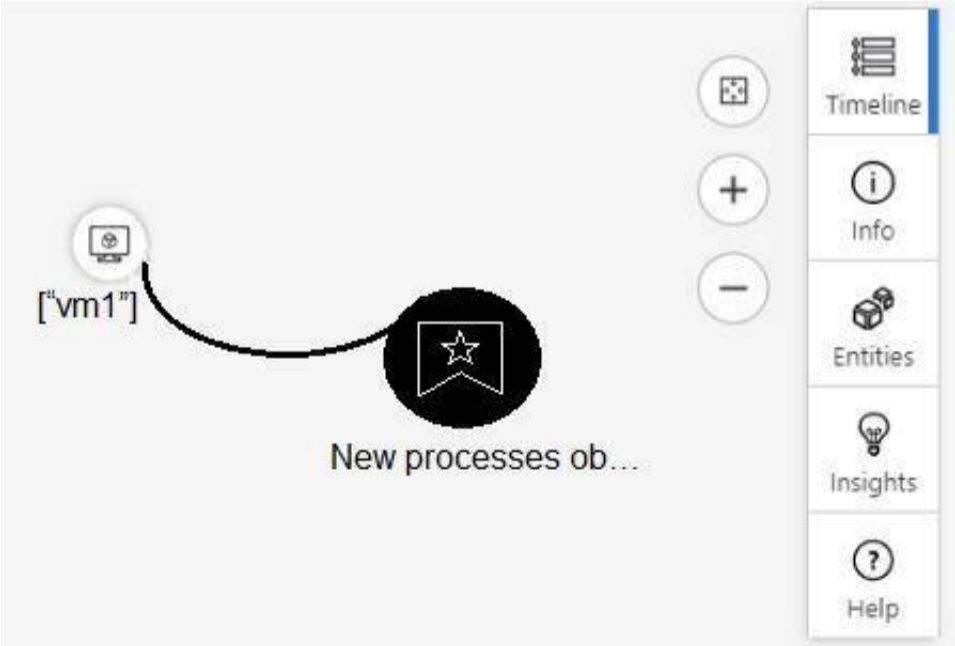 ["vm1"]
New processes ob...
Timeline
Info
Entities
Insights
Help